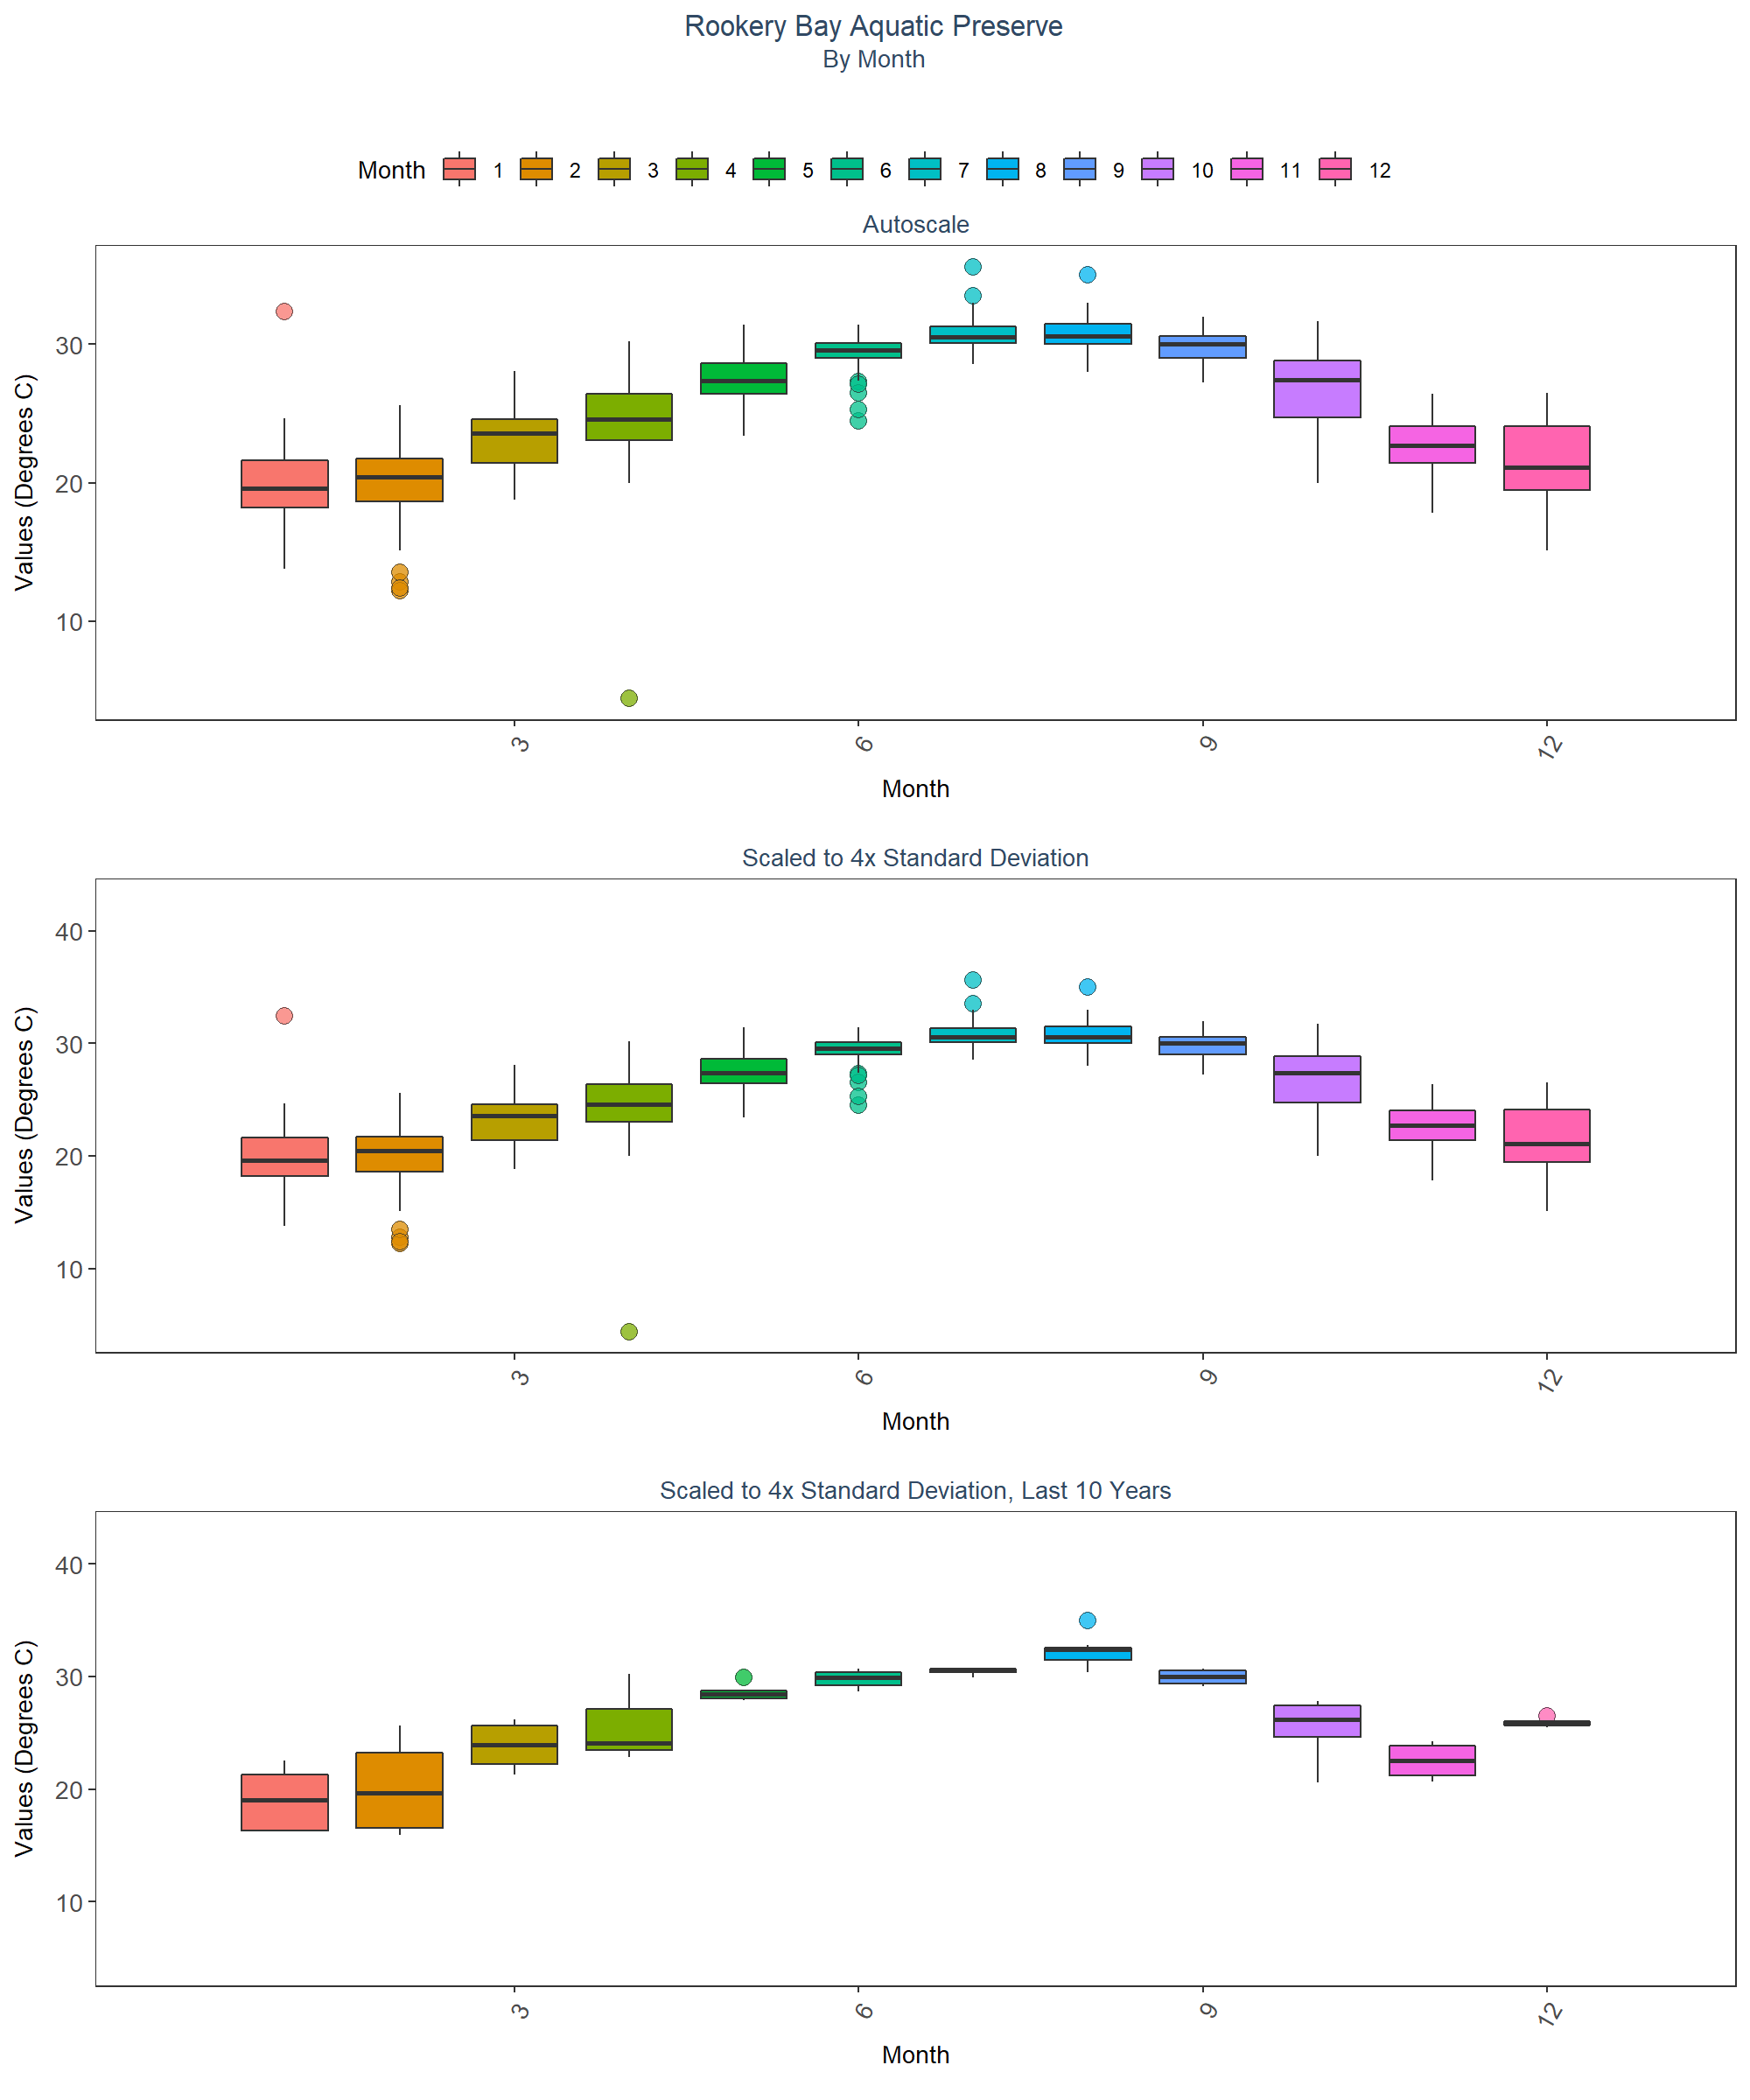 Rookery Bay Aquatic Preserve
By Month
Month 1 2 3 4 5 6 7 8 9 10 11 12
Autoscale
Values (Degrees C)
30
20
10
3 6 9 12
Month
Scaled to 4x Standard Deviation
Values (Degrees C)
40
30
20
10
3 6 9 12
Month
Scaled to 4x Standard Deviation, Last 10 Years
Values (Degrees C)
40
30
20
10
3 6 9 12
Month